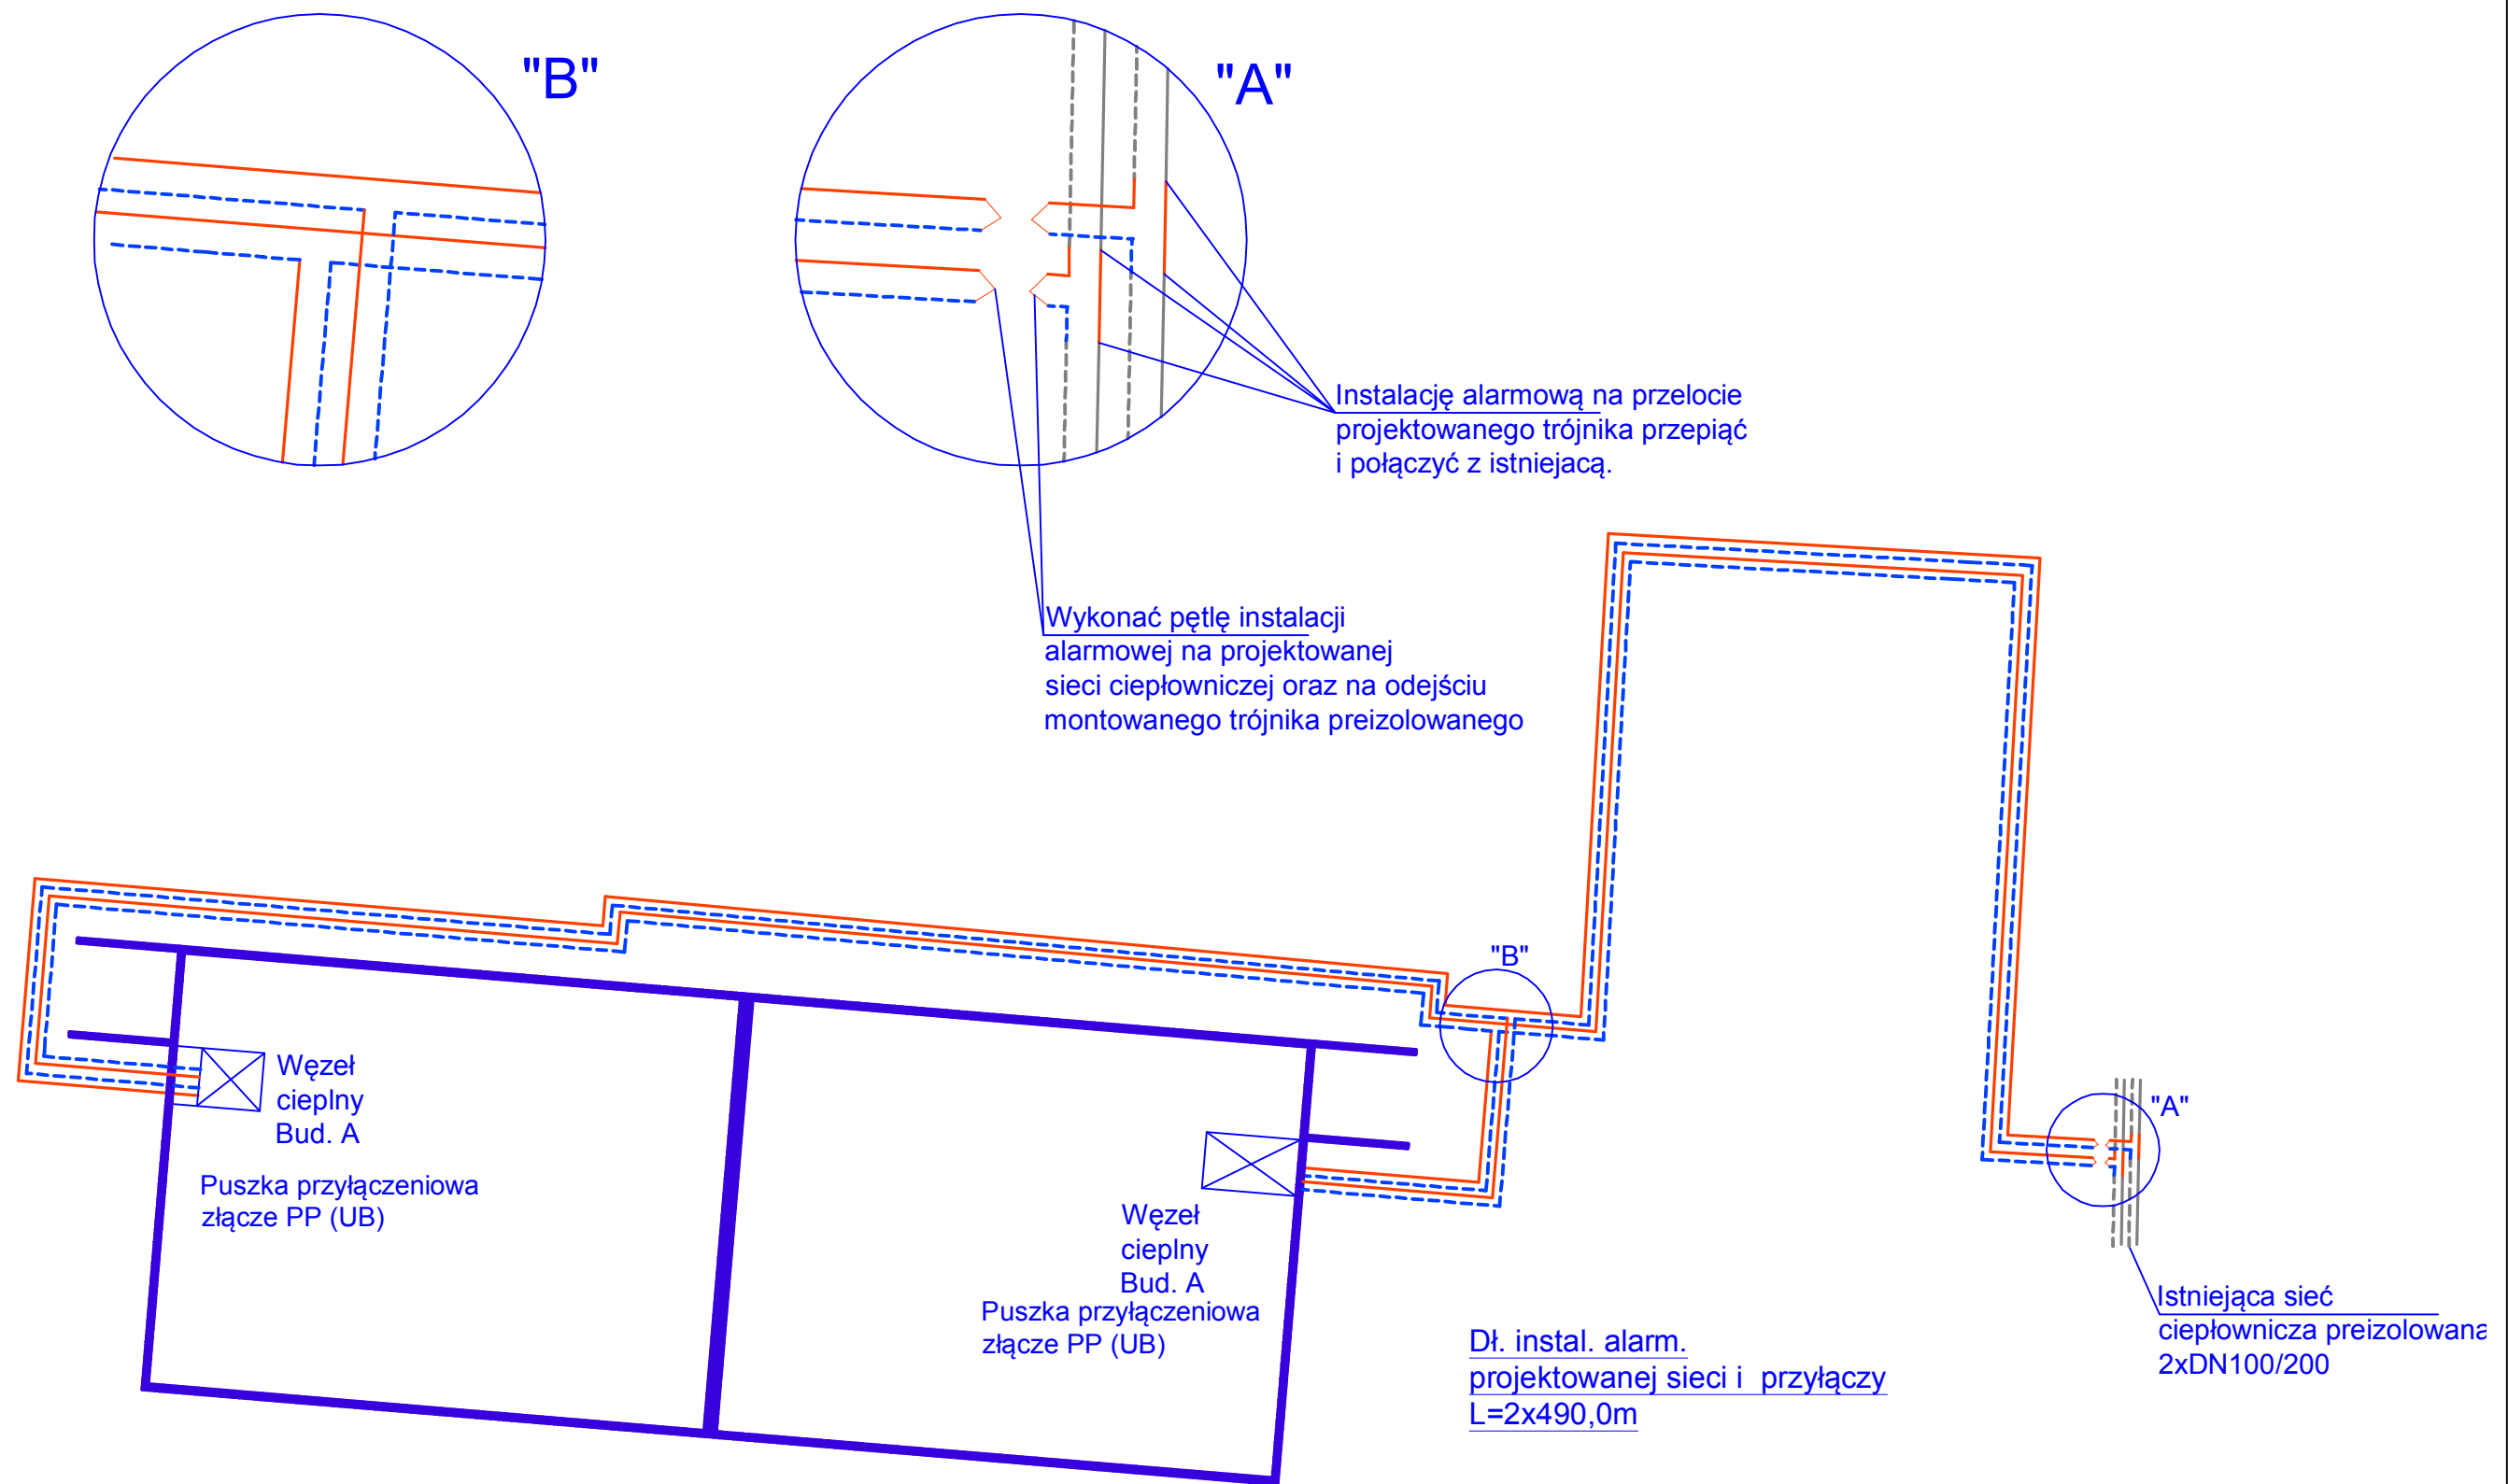 "B"
"A"
Instalację alarmową na przelocie
projektowanego trójnika przepiąć
i połączyć z istniejacą.
Wykonać pętlę instalacji
alarmowej na projektowanej
sieci ciepłowniczej oraz na odejściu
montowanego trójnika preizolowanego
"B"
"A"
Węzeł
cieplny
Bud. A
Puszka przyłączeniowa
złącze PP (UB)
Węzeł
cieplny
Bud. A
Puszka przyłączeniowa
złącze PP (UB)
Dł. instal. alarm.
projektowanej sieci i przyłączy
L=2x490,0m
Istniejąca sieć
ciepłownicza preizolowana
2xDN100/200